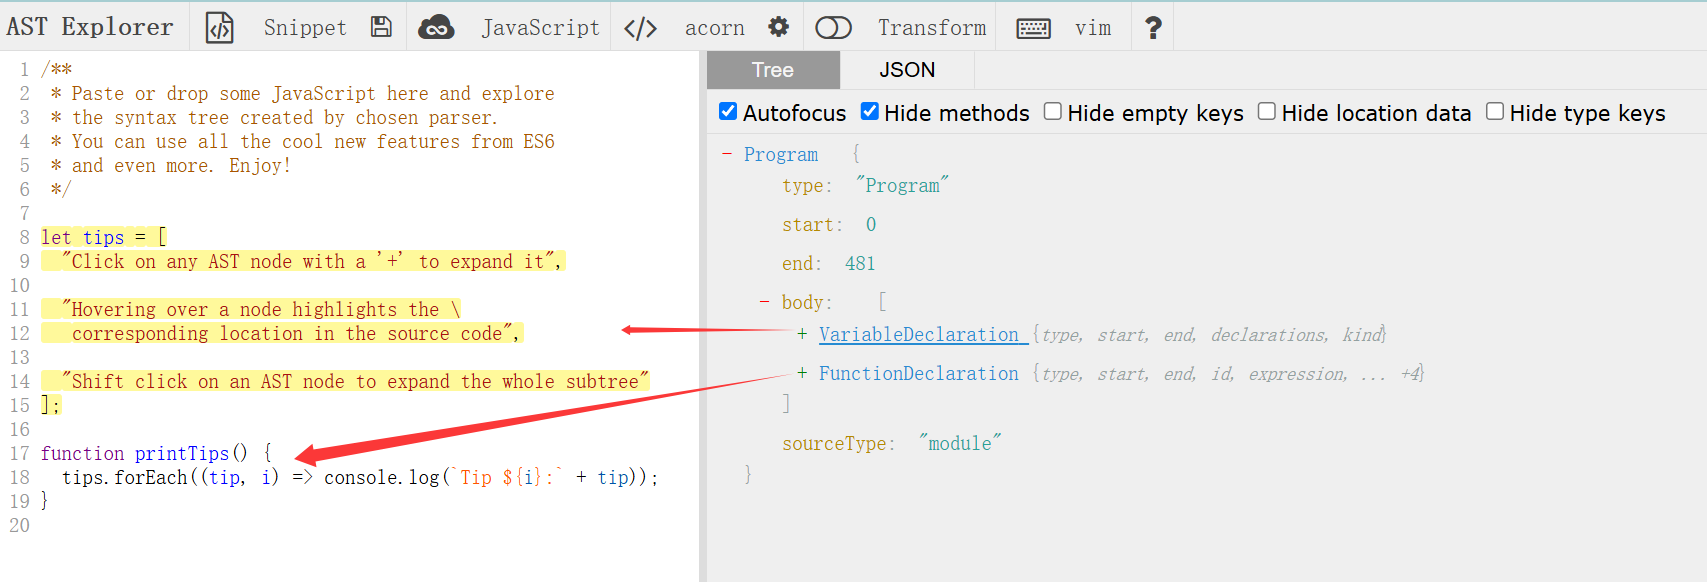 AST Explorer Snippet JavaScript </> acorn Transform vim ?
1 /**
2  * Paste or drop some JavaScript here and explore
3  * the syntax tree created by chosen parser.
4  * You can use all the cool new features from ES6
5  * and even more. Enjoy!
6  */
7
8 let tips = [
9   "Click on any AST node with a '+' to expand it",
10
11   "Hovering over a node highlights the \
12    corresponding location in the source code",
13
14   "Shift click on an AST node to expand the whole subtree"
15 ];
16
17 function printTips() {
18   tips.forEach((tip, i) => console.log(`Tip ${i}:` + tip));
19 }
20
Tree JSON
Autofocus Hide methods Hide empty keys Hide location data Hide type keys
- Program {
type: "Program"
start: 0
end: 481
- body: [
+ VariableDeclaration {type, start, end, declarations, kind}
+ FunctionDeclaration {type, start, end, id, expression, ... +4}
]
sourceType: "module"
}